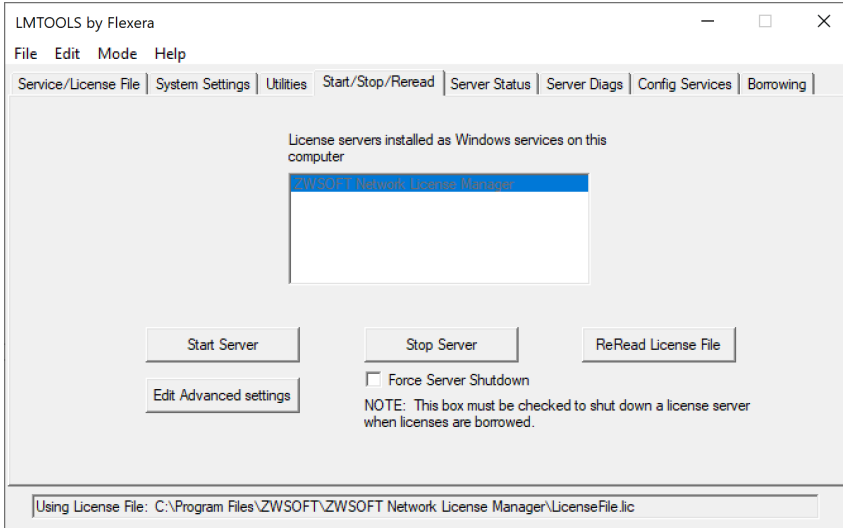 LMTOOLS by Flexera
File Edit Mode Help
Service/License File System Settings Utilities Start/Stop/Reread Server Status Server Diags Config Services Borrowing
License servers installed as Windows services on this
computer
ZWSOFT Network License Manager
Start Server Stop Server ReRead License File
Edit Advanced settings
Force Server Shutdown
NOTE: This box must be checked to shut down a license server
when licenses are borrowed.
Using License File: C:\Program Files\ZWSOFT\ZWSOFT Network License Manager\LicenseFile.lic